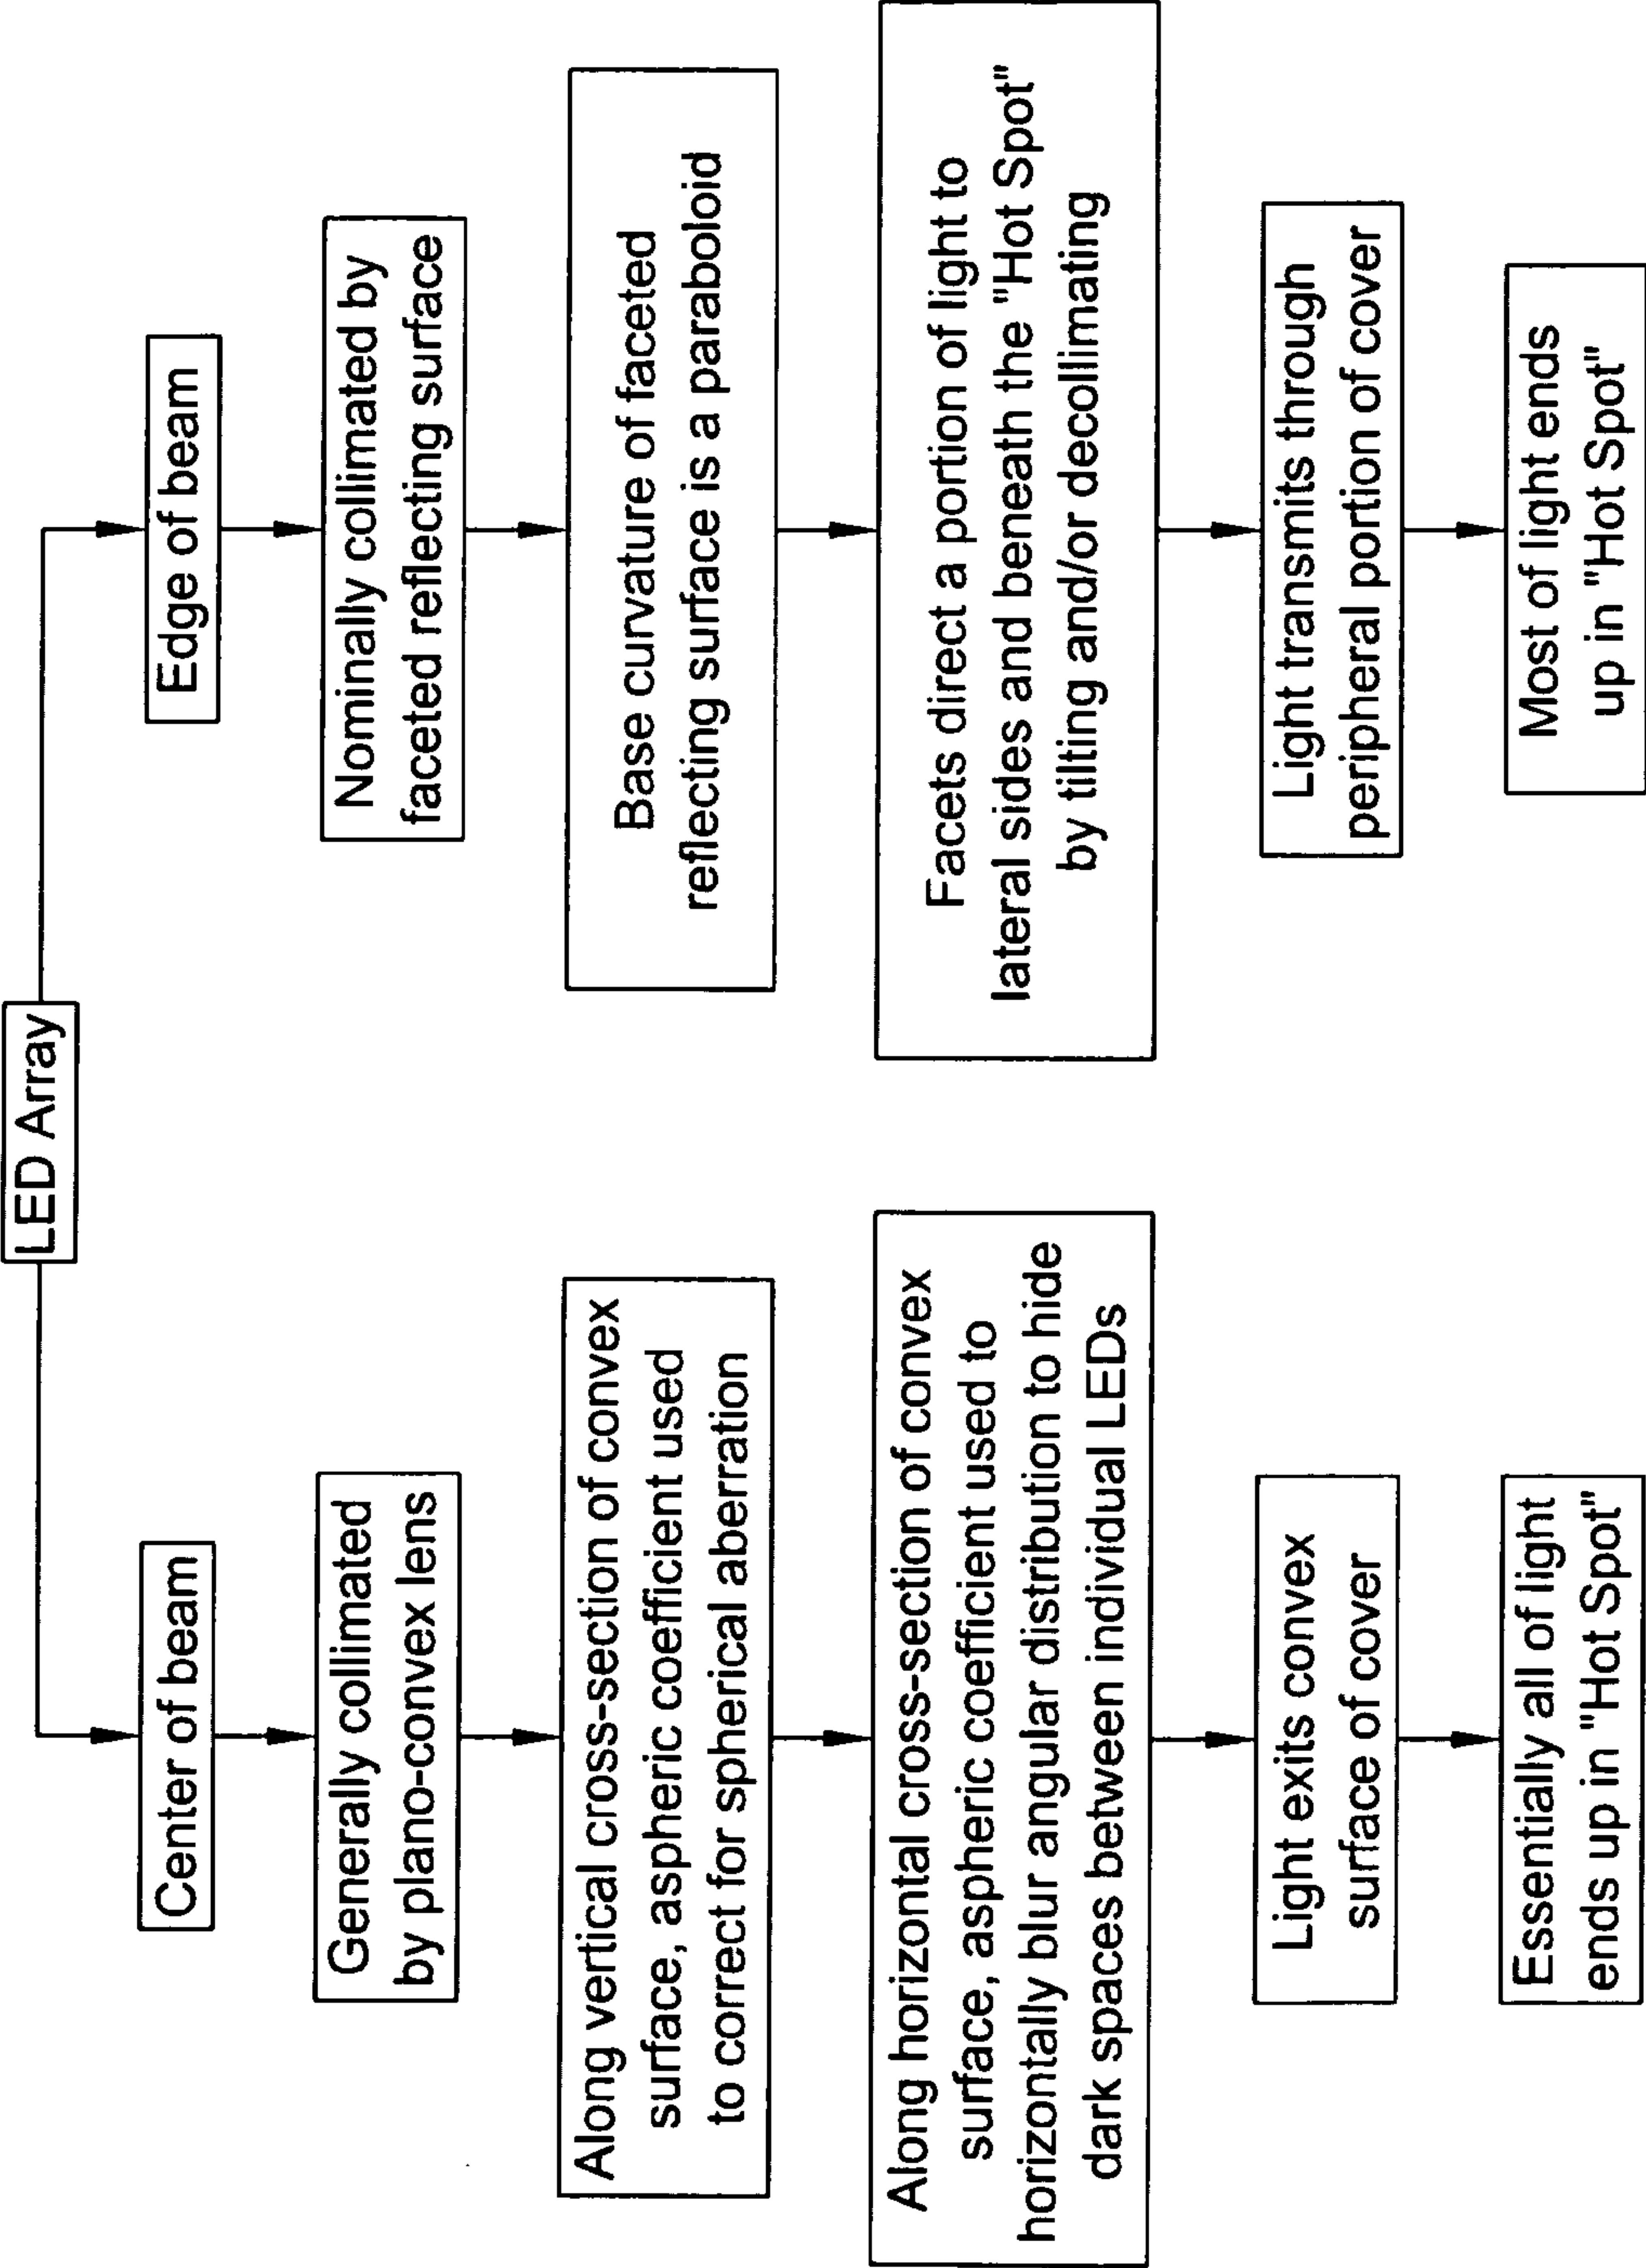 LED Array
Center of beam
Generally collimated
by plano-convex lens
Along vertical cross-section of convex
surface, aspheric coefficient used
to correct for spherical aberration
Along horizontal cross-section of convex
surface, aspheric coefficient used to
horizontally blur angular distribution to hide
dark spaces between individual LEDs
Light exits convex
surface of cover
Essentially all of light
ends up in "Hot Spot"
Edge of beam
Nominally collimated by
faceted reflecting surface
Base curvature of faceted
reflecting surface is a paraboloid
Facets direct a portion of light to
lateral sides and beneath the "Hot Spot"
by tilting and/or decollimating
Light transmits through
peripheral portion of cover
Most of light ends
up in "Hot Spot"